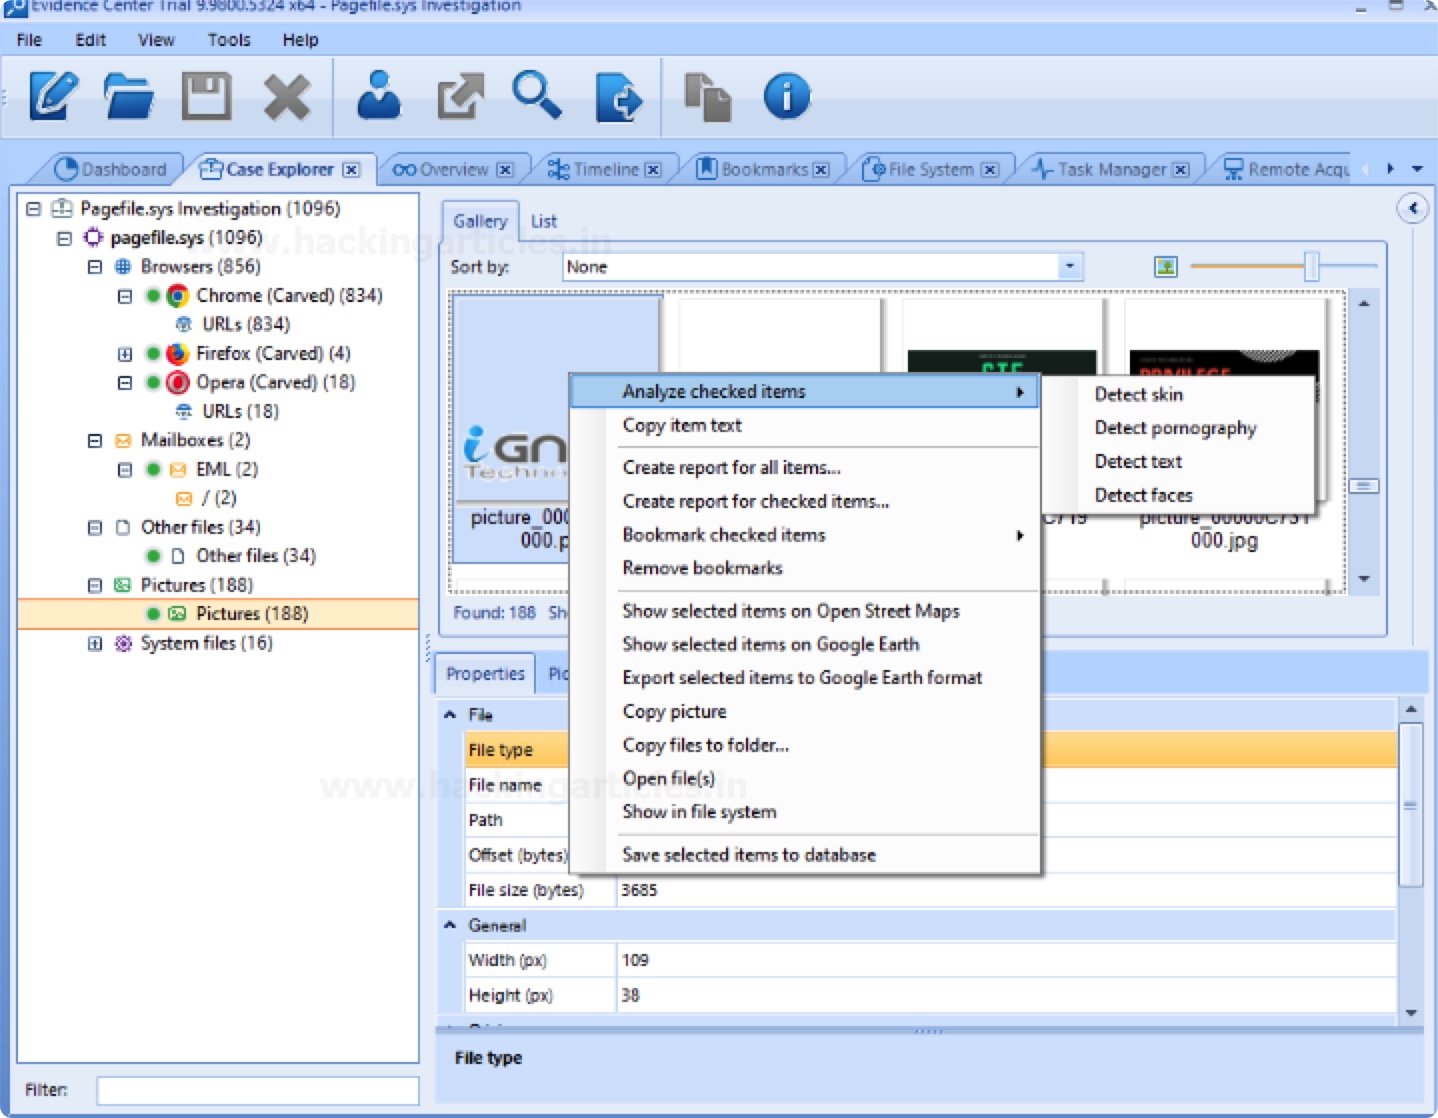 Evidence Center Trial 9.9800.5324 x64 - Pagefile.sys Investigation
File Edit View Tools Help
Dashboard Case Explorer Overview Timeline Bookmarks File System Task Manager Remote Acqu
Pagefile.sys Investigation (1096)
pagefile.sys (1096)
Browsers (856)
Chrome (Carved) (834)
URLs (834)
Firefox (Carved) (4)
Opera (Carved) (18)
URLs (18)
Mailboxes (2)
EML (2)
/ (2)
Other files (34)
Other files (34)
Pictures (188)
Pictures (188)
System files (16)
Filter:
Gallery List
www.hackingarticles.in
Sort by: None
CTF
PRIVILEGE
iGN
Techno
picture_000
000.p
C719
picture_00000C731
000.jpg
Found: 188 Sh
Analyze checked items
Copy item text
Create report for all items...
Create report for checked items...
Bookmark checked items
Remove bookmarks
Show selected items on Open Street Maps
Show selected items on Google Earth
Export selected items to Google Earth format
Copy picture
Copy files to folder...
Open file(s)
Show in file system
Save selected items to database
Detect skin
Detect pornography
Detect text
Detect faces
Properties Pic
File
File type
File name
www.hackingarticles.in
Path
Offset (bytes)
File size (bytes) 3685
General
Width (px) 109
Height (px) 38
File type